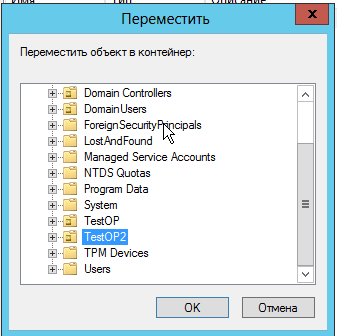 Переместить
Переместить объект в контейнер:
Domain Controllers
DomainUsers
ForeignSecurityPrincipals
LostAndFound
Managed Service Accounts
NTDS Quotas
Program Data
System
TestOP
TestOP2
TPM Devices
Users
OK
Отмена